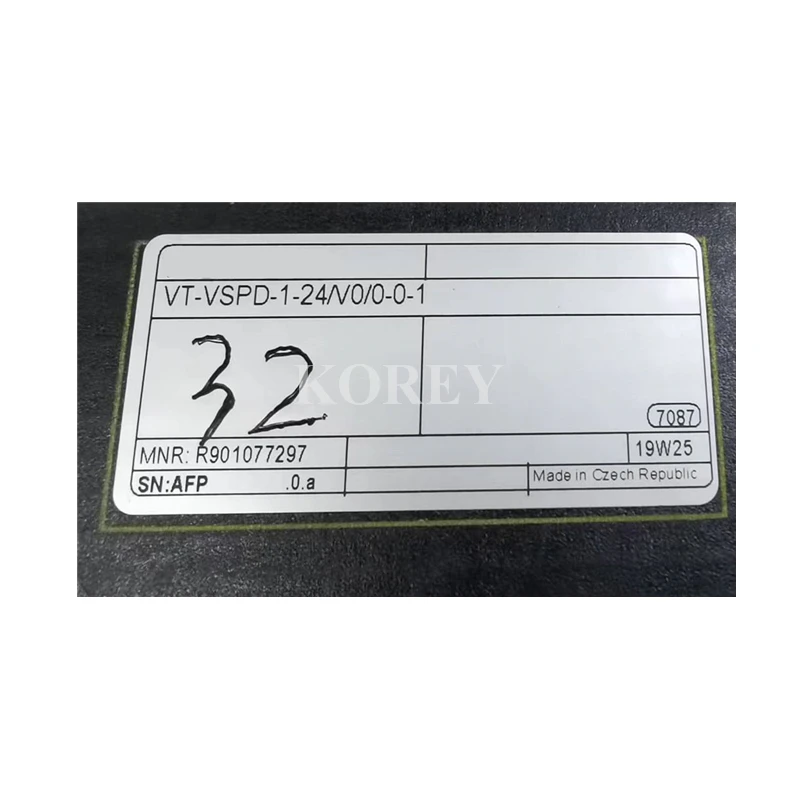 VT-VSPD-1-24/V0/0-0-1
32
KOREY
7087
MNR: R901077297
19W25
SN:AFP .0.a
Made in Czech Republic